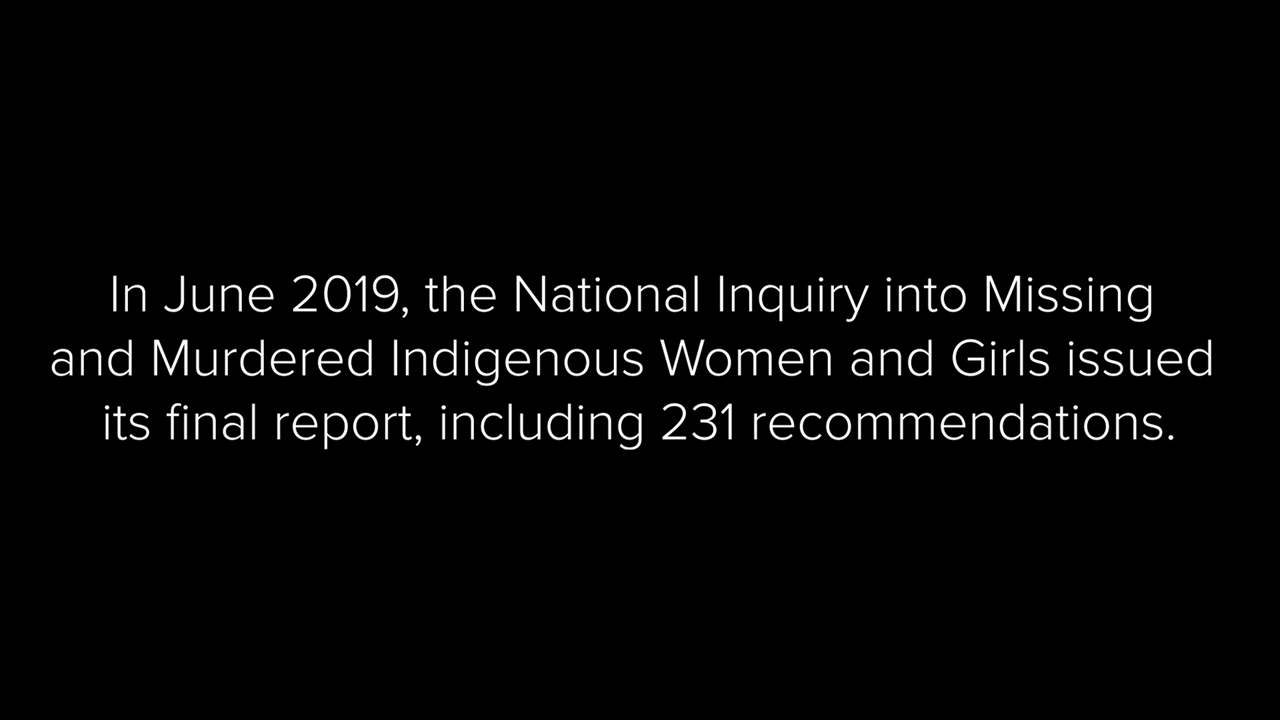 In June 2019, the National Inquiry into Missing
and Murdered Indigenous Women and Girls issued
its final report, including 231 recommendations.